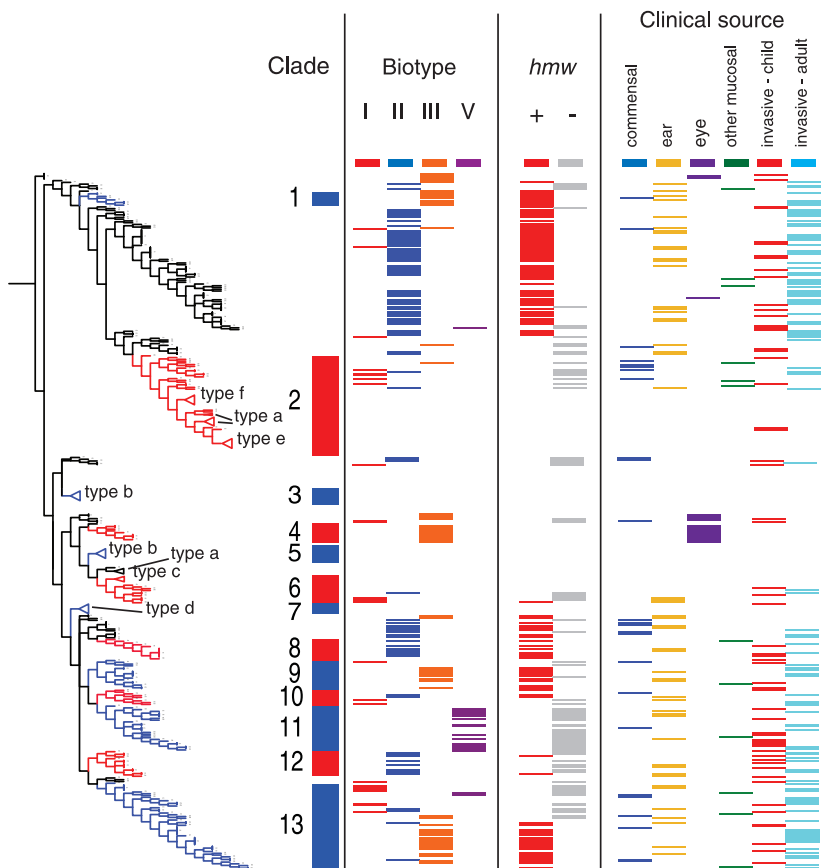 Clinical source
Clade
Biotype
hmw
I II III V
+ -
commensal
ear
eye
other mucosal
invasive - child
invasive - adult
1
2
type f
type a
type e
type b
3
4
type b
type a
5
type c
6
type d
7
8
9
10
11
12
13